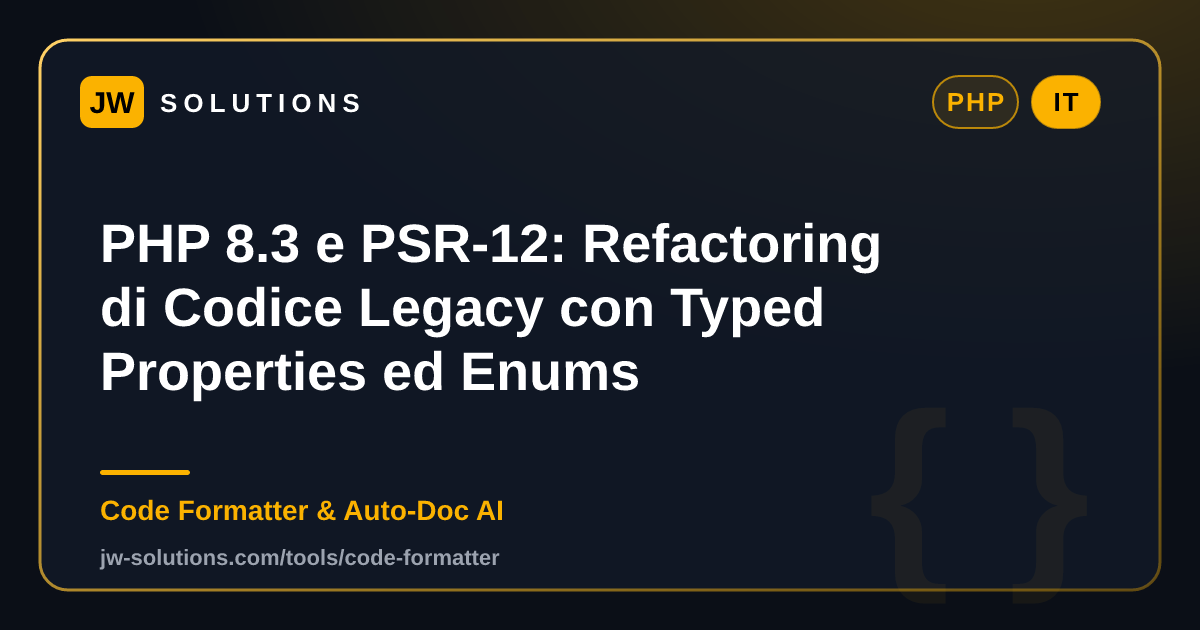 JW SOLUTIONS
PHP IT
PHP 8.3 e PSR-12: Refactoring
di Codice Legacy con Typed
Properties ed Enums
{ }
Code Formatter & Auto-Doc AI
jw-solutions.com/tools/code-formatter